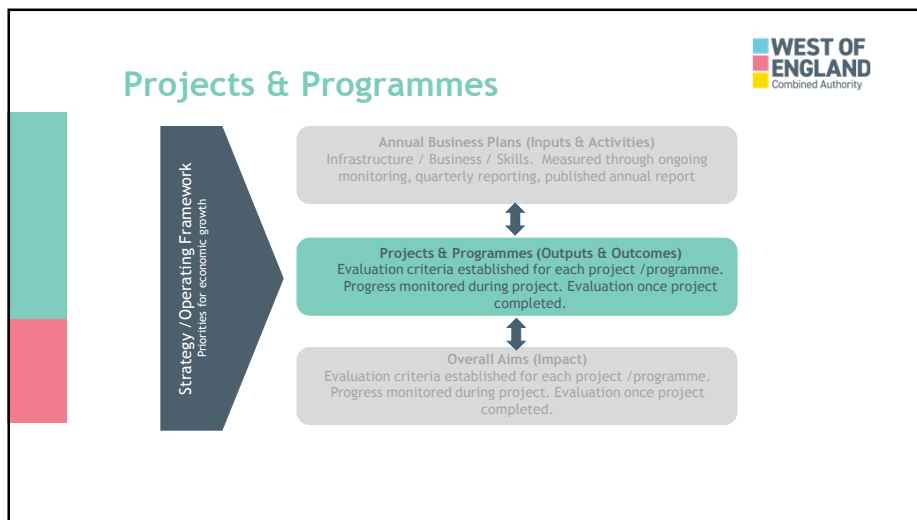 WEST OF
ENGLAND
Combined Authority
Projects & Programmes
Strategy / Operating Framework
Priorities for economic growth
Annual Business Plans (Inputs & Activities)
Infrastructure / Business / Skills. Measured through ongoing
monitoring, quarterly reporting, published annual report
Projects & Programmes (Outputs & Outcomes)
Evaluation criteria established for each project /programme.
Progress monitored during project. Evaluation once project
completed.
Overall Aims (Impact)
Evaluation criteria established for each project /programme.
Progress monitored during project. Evaluation once project
completed.